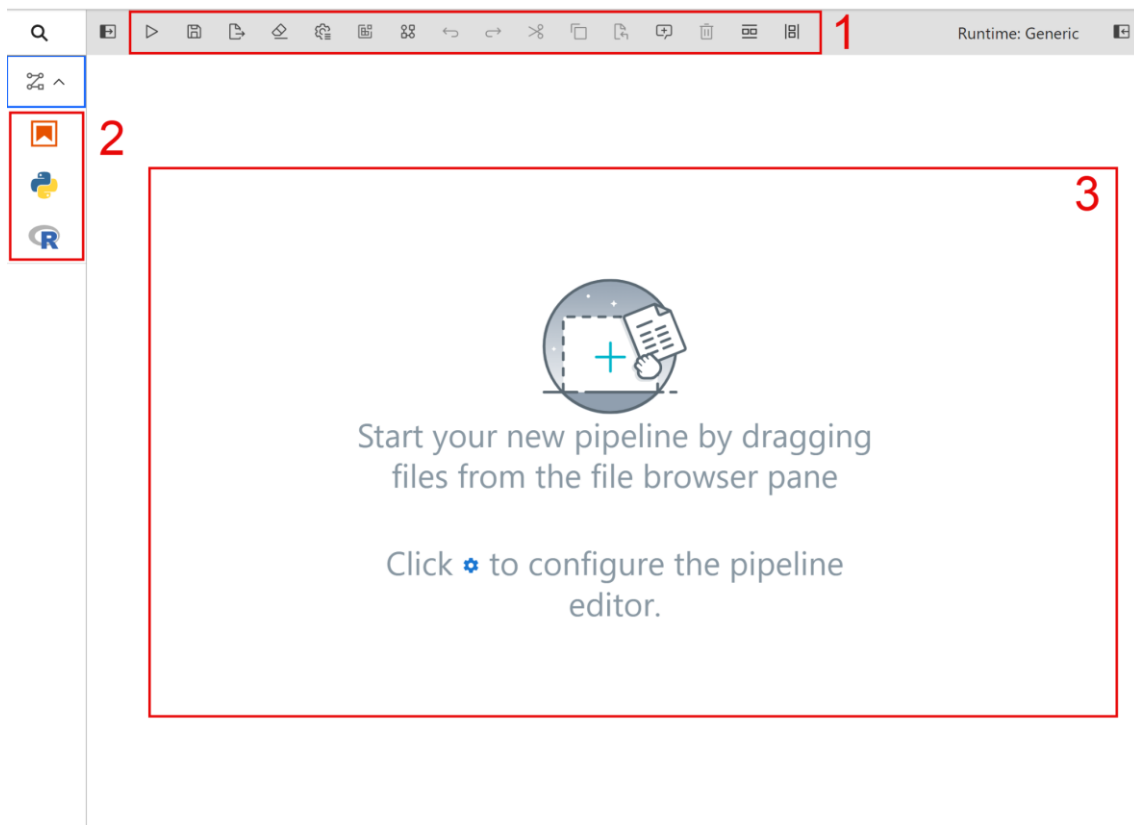 1
Runtime: Generic
2
R
3
Start your new pipeline by dragging
files from the file browser pane
Click to configure the pipeline
editor.